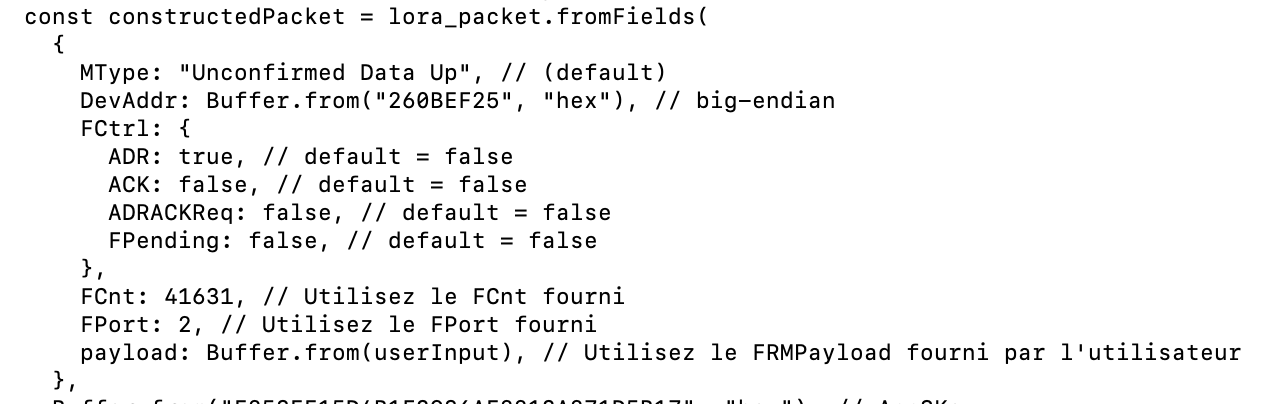 const constructedPacket = lora_packet.fromFields(
{
MType: "Unconfirmed Data Up", // (default)
DevAddr: Buffer.from("260BEF25", "hex"), // big-endian
FCtrl: {
ADR: true, // default = false
ACK: false, // default = false
ADRACKReq: false, // default = false
FPending: false, // default = false
},
FCnt: 41631, // Utilisez le FCnt fourni
FPort: 2, // Utilisez le FPort fourni
payload: Buffer.from(userInput), // Utilisez le FRMPayload fourni par l'utilisateur
},